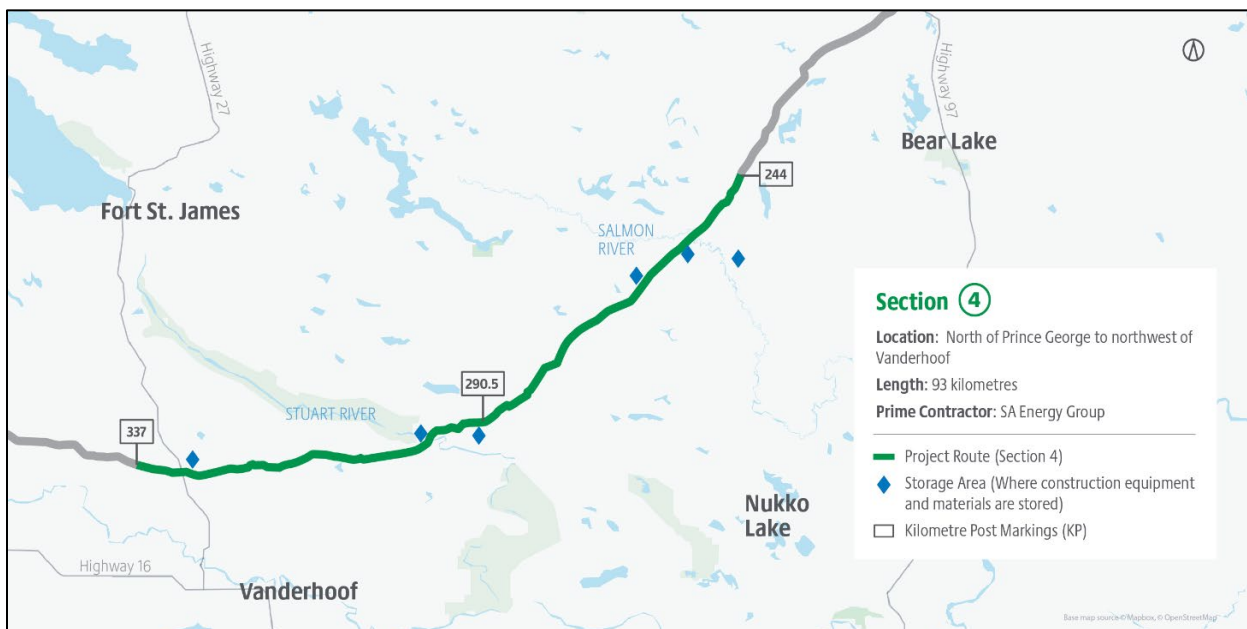 Highway 27
Highway 97
Bear Lake
244
Fort St. James
SALMON
RIVER
Section 4
Location: North of Prince George to northwest of
Vanderhoof
Length: 93 kilometres
Prime Contractor: SA Energy Group
Project Route (Section 4)
Storage Area (Where construction equipment
and materials are stored)
Kilometre Post Markings (KP)
290.5
STUART RIVER
337
Nukko
Lake
Highway 16
Vanderhoof
Base map source © Mapbox, © OpenStreetMap